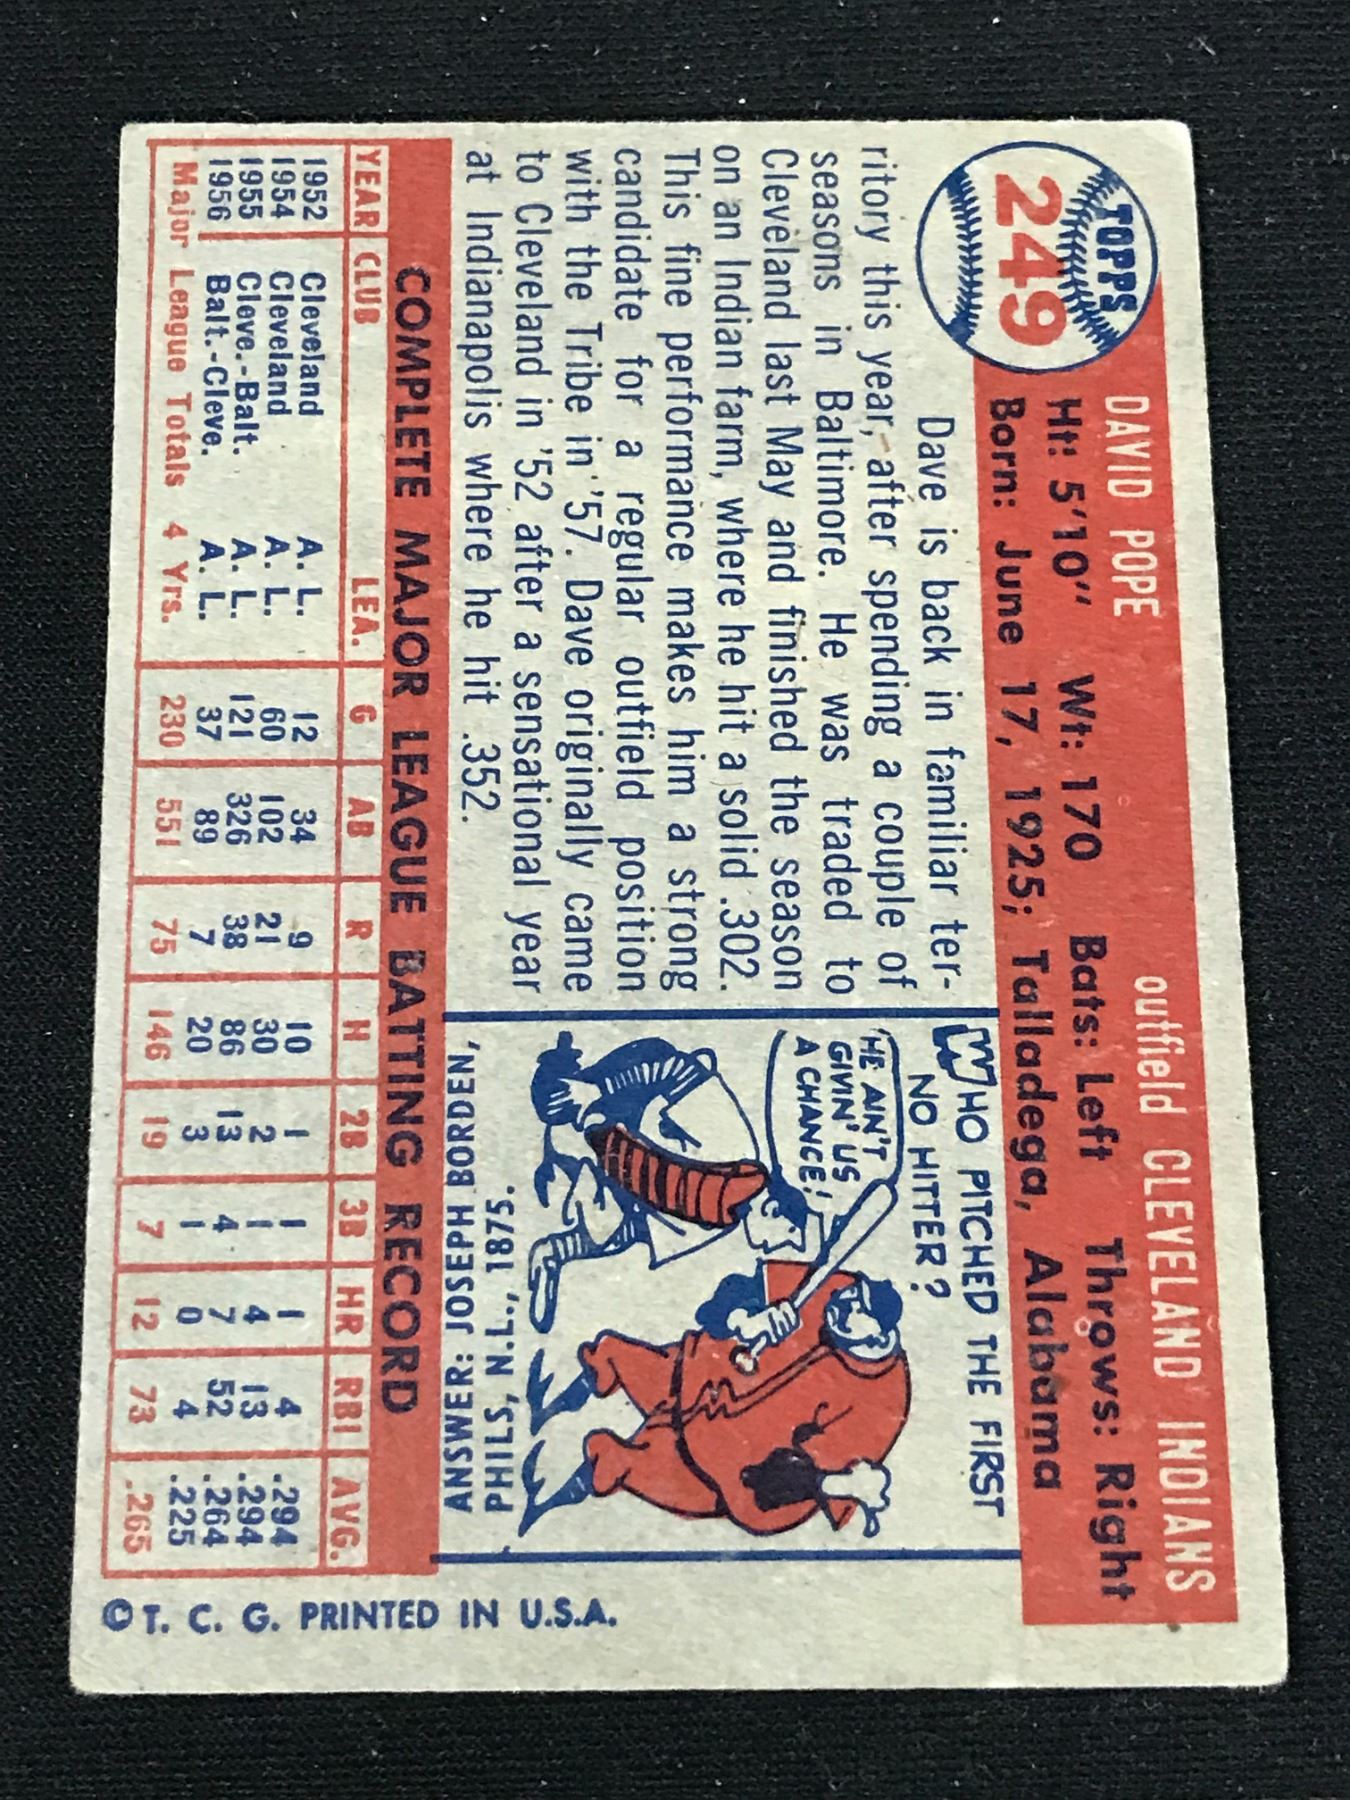 TOPPS
249
DAVID POPE outfield CLEVELAND INDIANS
Ht: 5'10" Wt: 170 Bats: Left Throws: Right
Born: June 17, 1925; Talladega, Alabama
Dave is back in familiar ter-
ritory this year, after spending a couple of
seasons in Baltimore. He was traded to
Cleveland last May and finished the season
on an Indian farm, where he hit a solid .302.
This fine performance makes him a strong
candidate for a regular outfield position
with the Tribe in '57. Dave originally came
to Cleveland in '52 after a sensational year
at Indianapolis where he hit .352.
WHO PITCHED THE FIRST
NO HITTER?
'HE AIN'T
GIVIN' US
A CHANCE!
ANSWER: JOSEPH BORDEN,
PHILS, N.L., 1875.
COMPLETE MAJOR LEAGUE BATTING RECORD
YEAR CLUB LEA. G AB R H 2B 3B HR RBI AVG.
1952 Cleveland A. L. 12 34 9 10 1 1 1 4 .294
1954 Cleveland A. L. 60 102 21 30 2 1 4 13 .294
1955 Cleve.-Balt. A. L. 121 326 38 86 13 4 7 52 .264
1956 Balt.-Cleve. A. L. 37 89 7 20 3 1 0 4 .225
Major League Totals 4 Yrs. 230 551 75 146 19 7 12 73 .265
© T. C. G. PRINTED IN U.S.A.